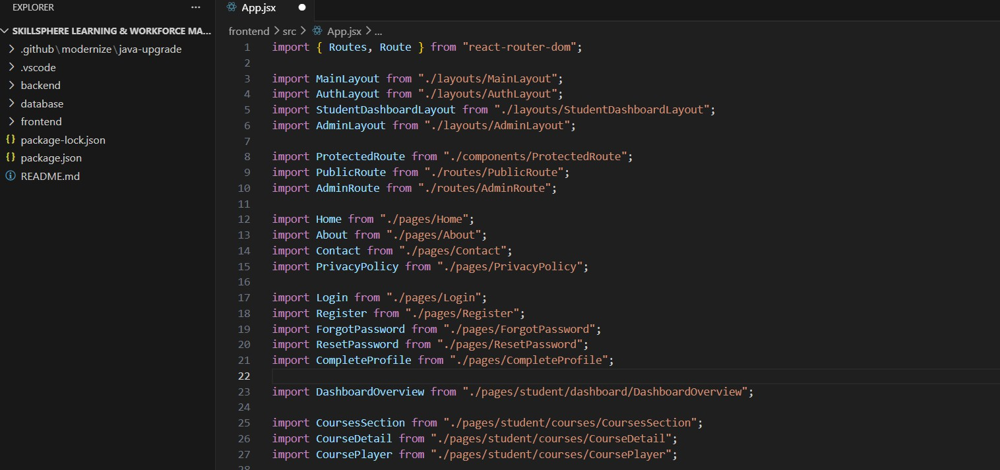 EXPLORER ...
SKILLSPHERE LEARNING & WORKFORCE MA...
.github\modernize\java-upgrade
.vscode
backend
database
frontend
{} package-lock.json
{} package.json
README.md
App.jsx
frontend > src > App.jsx > ...
1 import { Routes, Route } from "react-router-dom";
2
3 import MainLayout from "./layouts/MainLayout";
4 import AuthLayout from "./layouts/AuthLayout";
5 import StudentDashboardLayout from "./layouts/StudentDashboardLayout";
6 import AdminLayout from "./layouts/AdminLayout";
7
8 import ProtectedRoute from "./components/ProtectedRoute";
9 import PublicRoute from "./routes/PublicRoute";
10 import AdminRoute from "./routes/AdminRoute";
11
12 import Home from "./pages/Home";
13 import About from "./pages/About";
14 import Contact from "./pages/Contact";
15 import PrivacyPolicy from "./pages/PrivacyPolicy";
16
17 import Login from "./pages/Login";
18 import Register from "./pages/Register";
19 import ForgotPassword from "./pages/ForgotPassword";
20 import ResetPassword from "./pages/ResetPassword";
21 import CompleteProfile from "./pages/CompleteProfile";
22
23 import DashboardOverview from "./pages/student/dashboard/DashboardOverview";
24
25 import CoursesSection from "./pages/student/courses/CoursesSection";
26 import CourseDetail from "./pages/student/courses/CourseDetail";
27 import CoursePlayer from "./pages/student/courses/CoursePlayer";
28